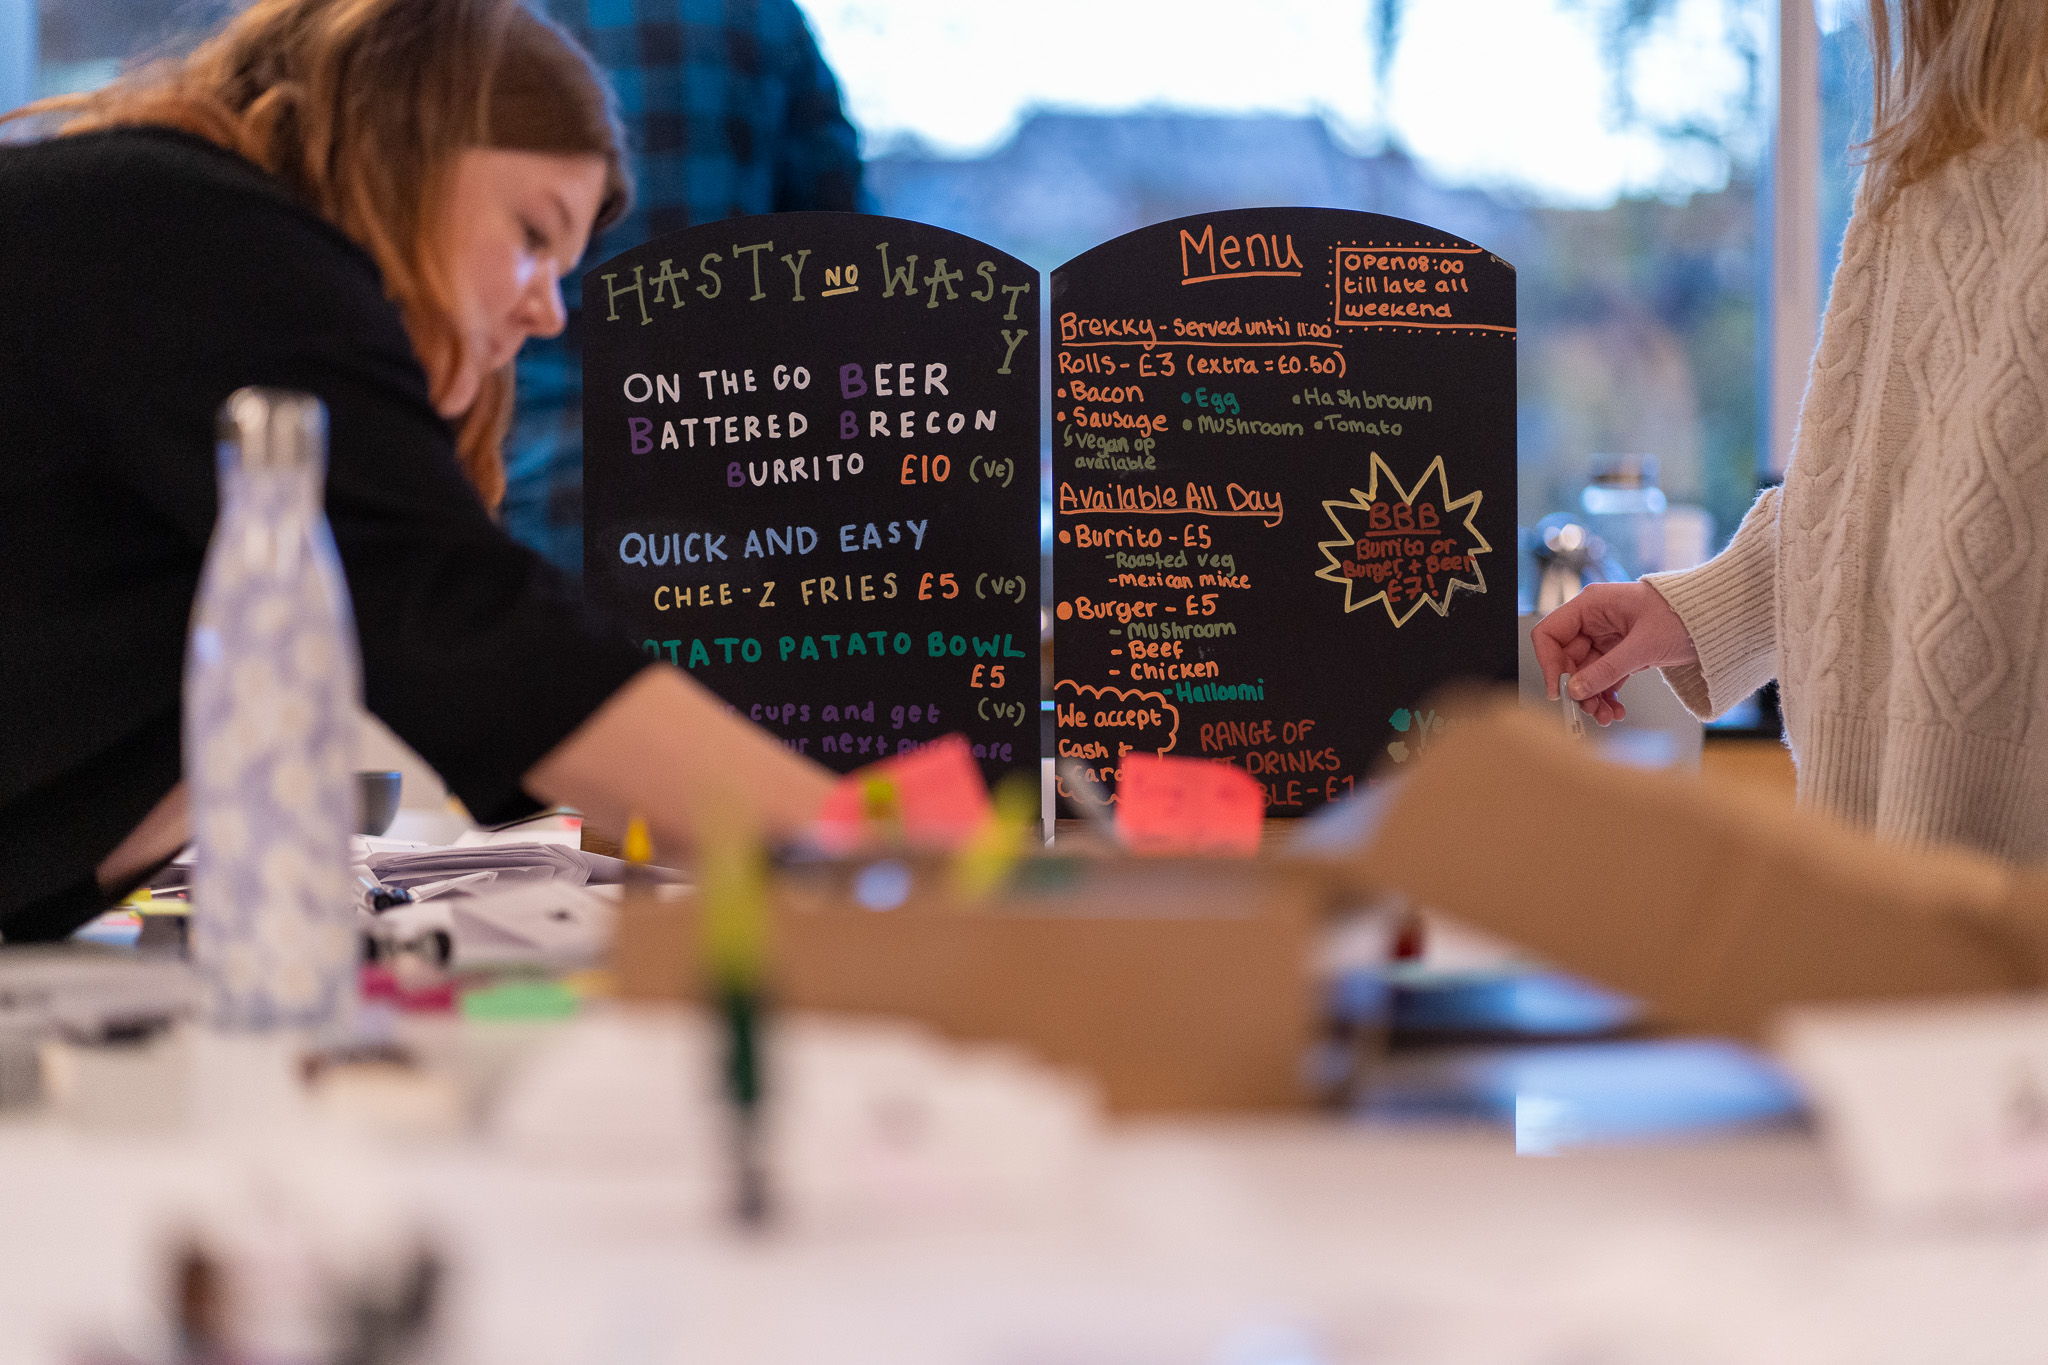 HASTY NO WASTY
ON THE GO BEER
BATTERED BRECON
BURRITO £10 (ve)
QUICK AND EASY
CHEE-Z FRIES £5 (ve)
PATATO BOWL
£5
cups and get (ve)
next purchase
Menu
OPEN 08:00
till late all
weekend
Brekky - Served until 11:00
Rolls - £3 (extra = £0.50)
• Bacon • Egg • Hashbrown
• Sausage • Mushroom • Tomato
↳ vegan op
available
Available All Day
• Burrito - £5
- Roasted veg
- Mexican mince
• Burger - £5
- Mushroom
- Beef
- Chicken
- Halloomi
BBB
Burrito or
Burger + Beer
£7!
We accept
Cash &
RANGE OF
DRINKS